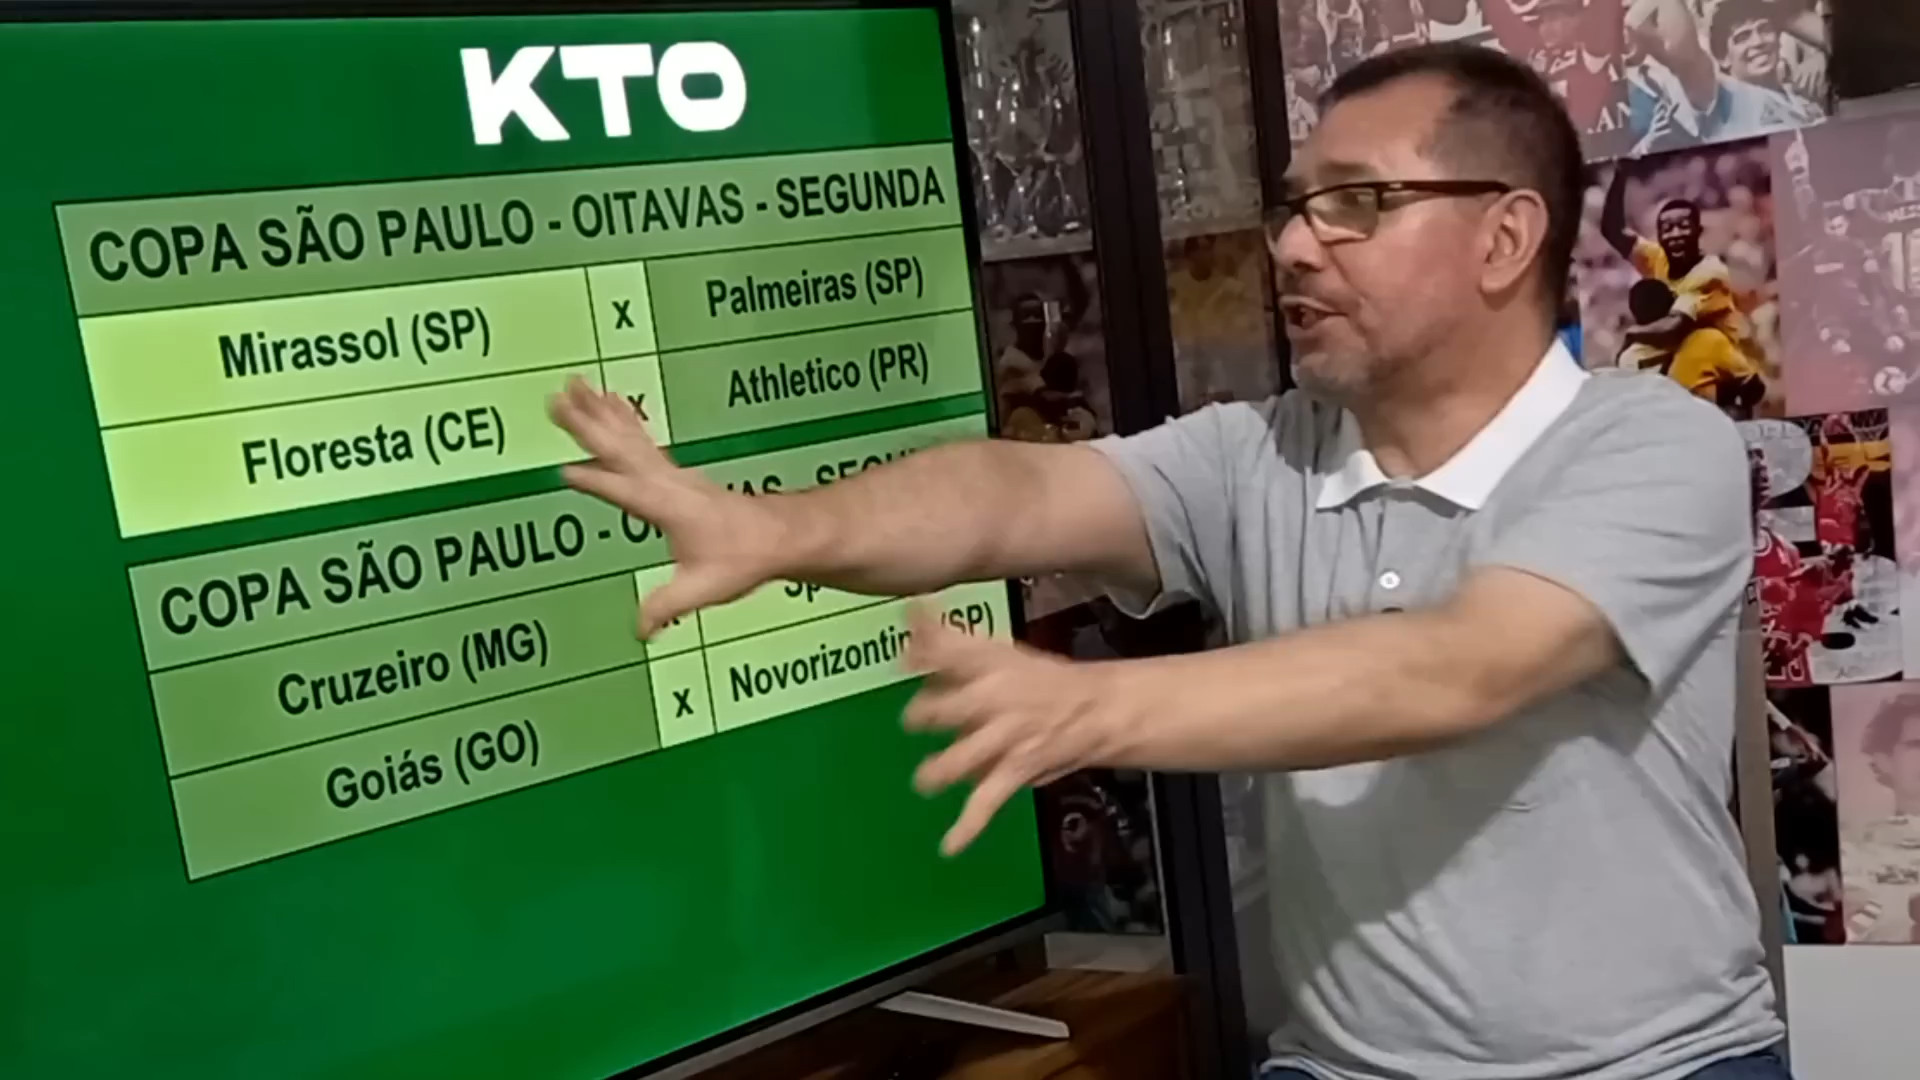 KTO
COPA SÃO PAULO - OITAVAS - SEGUNDA
Mirassol (SP) x Palmeiras (SP)
Floresta (CE) x Athletico (PR)
COPA SÃO PAULO -
Cruzeiro (MG)
Goiás (GO) x (SP)